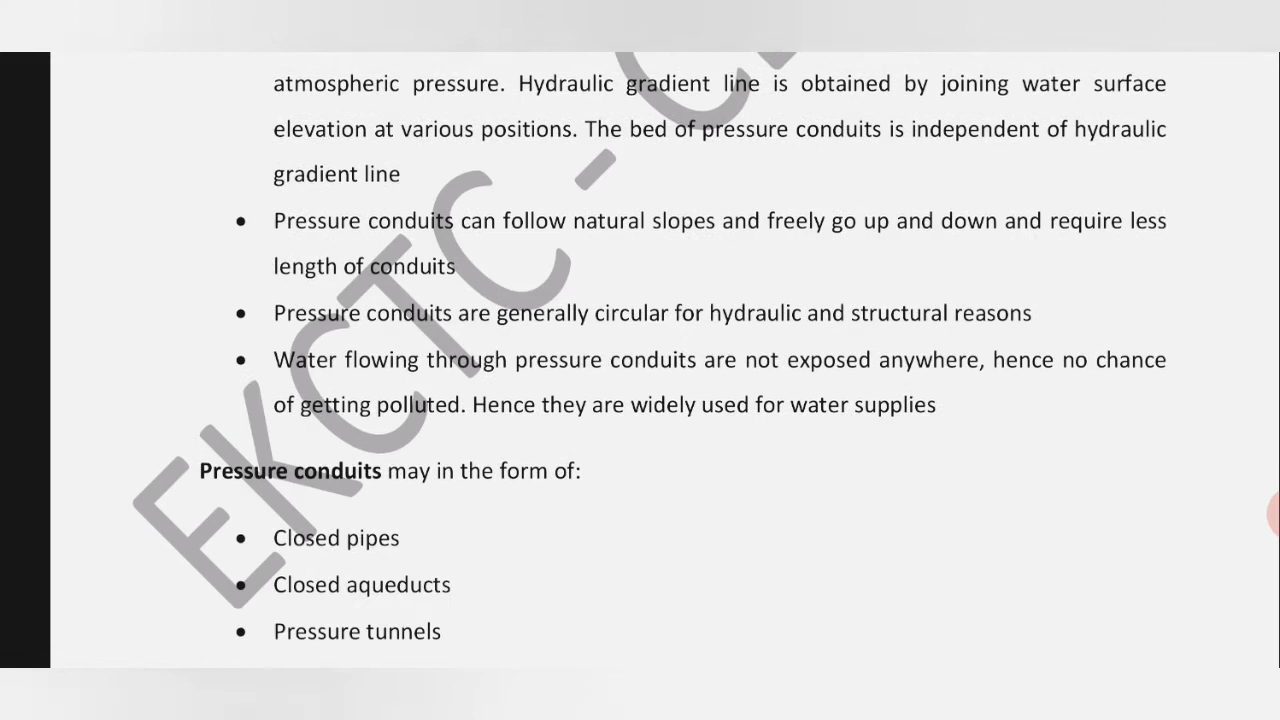 atmospheric pressure. Hydraulic gradient line is obtained by joining water surface
elevation at various positions. The bed of pressure conduits is independent of hydraulic
gradient line
• Pressure conduits can follow natural slopes and freely go up and down and require less
length of conduits
• Pressure conduits are generally circular for hydraulic and structural reasons
• Water flowing through pressure conduits are not exposed anywhere, hence no chance
of getting polluted. Hence they are widely used for water supplies
Pressure conduits may in the form of:
• Closed pipes
• Closed aqueducts
• Pressure tunnels
EKCTC -